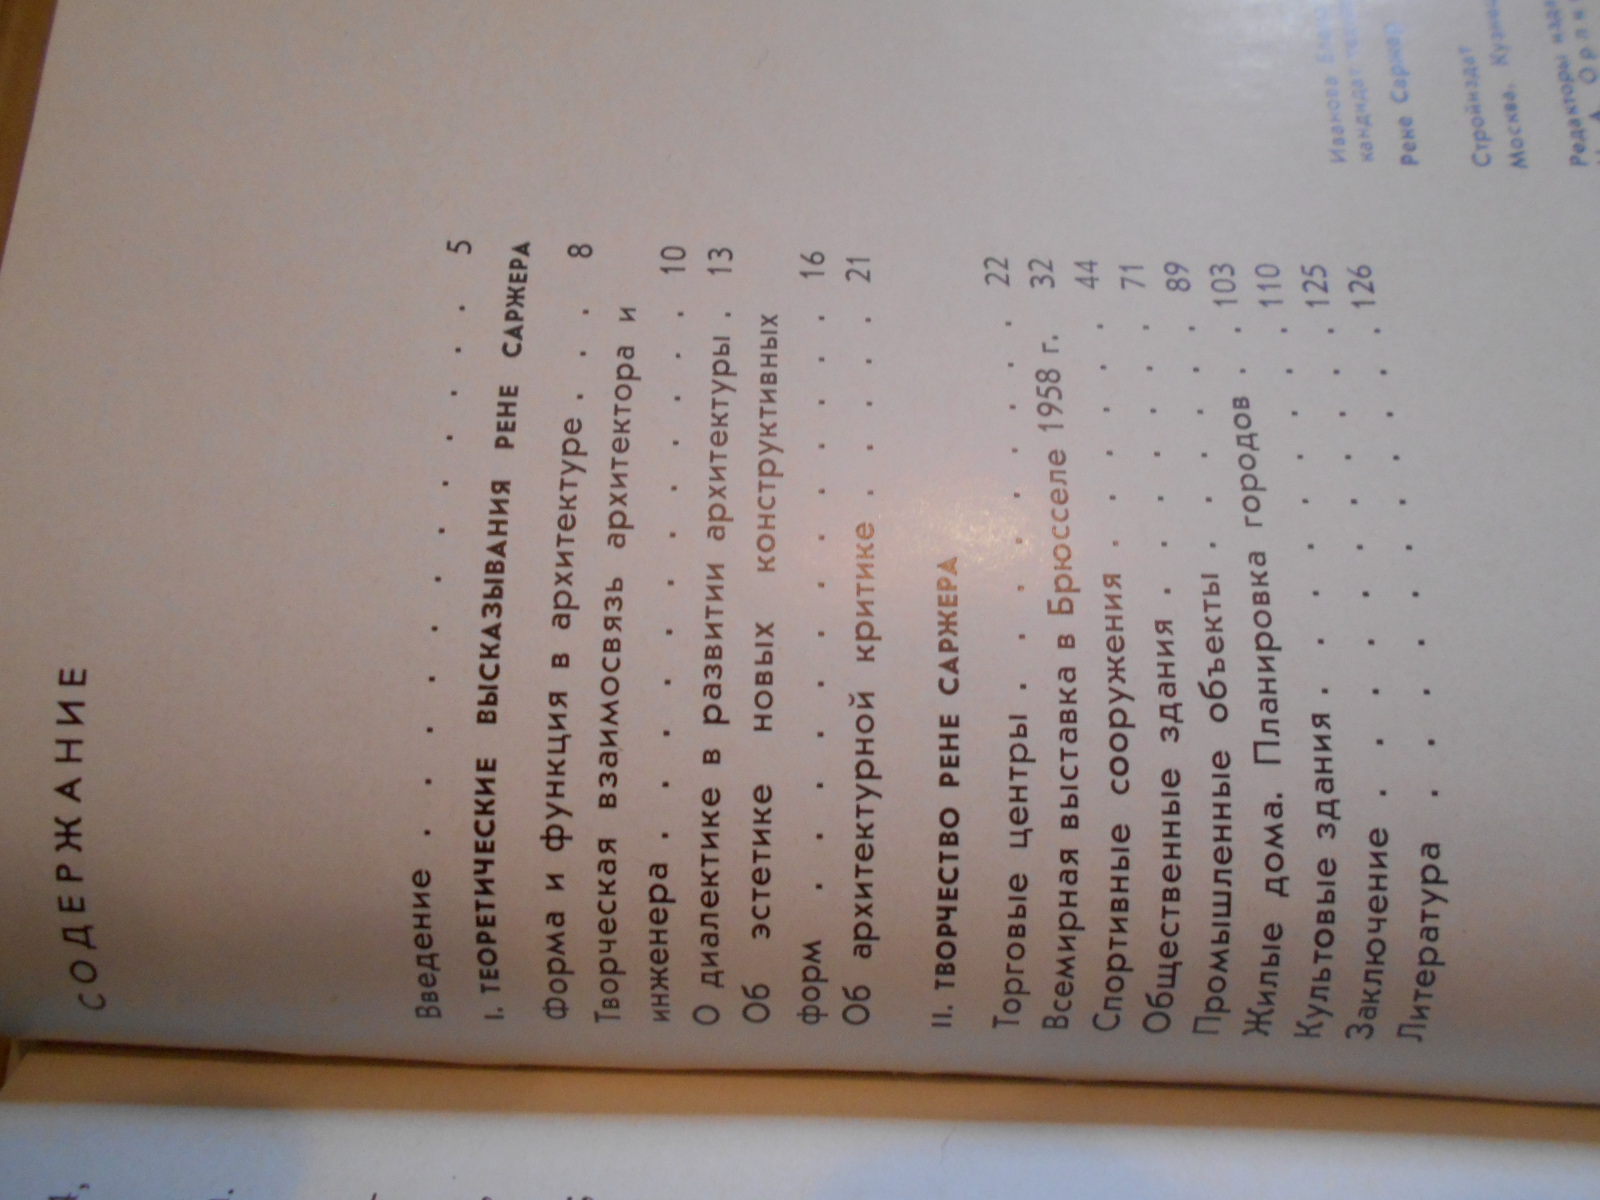 СОДЕРЖАНИЕ
Введение . . . . . . . . . . 5
I. ТЕОРЕТИЧЕСКИЕ ВЫСКАЗЫВАНИЯ РЕНЕ САРЖЕРА
Форма и функция в архитектуре . . . 8
Творческая взаимосвязь архитектора и
инженера . . . . . . . . . . 10
О диалектике в развитии архитектуры . 13
Об эстетике новых конструктивных
форм . . . . . . . . . . 16
Об архитектурной критике . . . . 21
II. ТВОРЧЕСТВО РЕНЕ САРЖЕРА
Торговые центры . . . . . . . . 22
Всемирная выставка в Брюсселе 1958 г. 32
Спортивные сооружения . . . . . 44
Общественные здания . . . . . . 71
Промышленные объекты . . . . . 89
Жилые дома. Планировка городов . . 103
Культовые здания . . . . . . . 110
Заключение . . . . . . . . . 125
Литература . . . . . . . . . 126
Иванова
кандидат
Рене Саржер
Стройиздат
Москва,
Редакторы